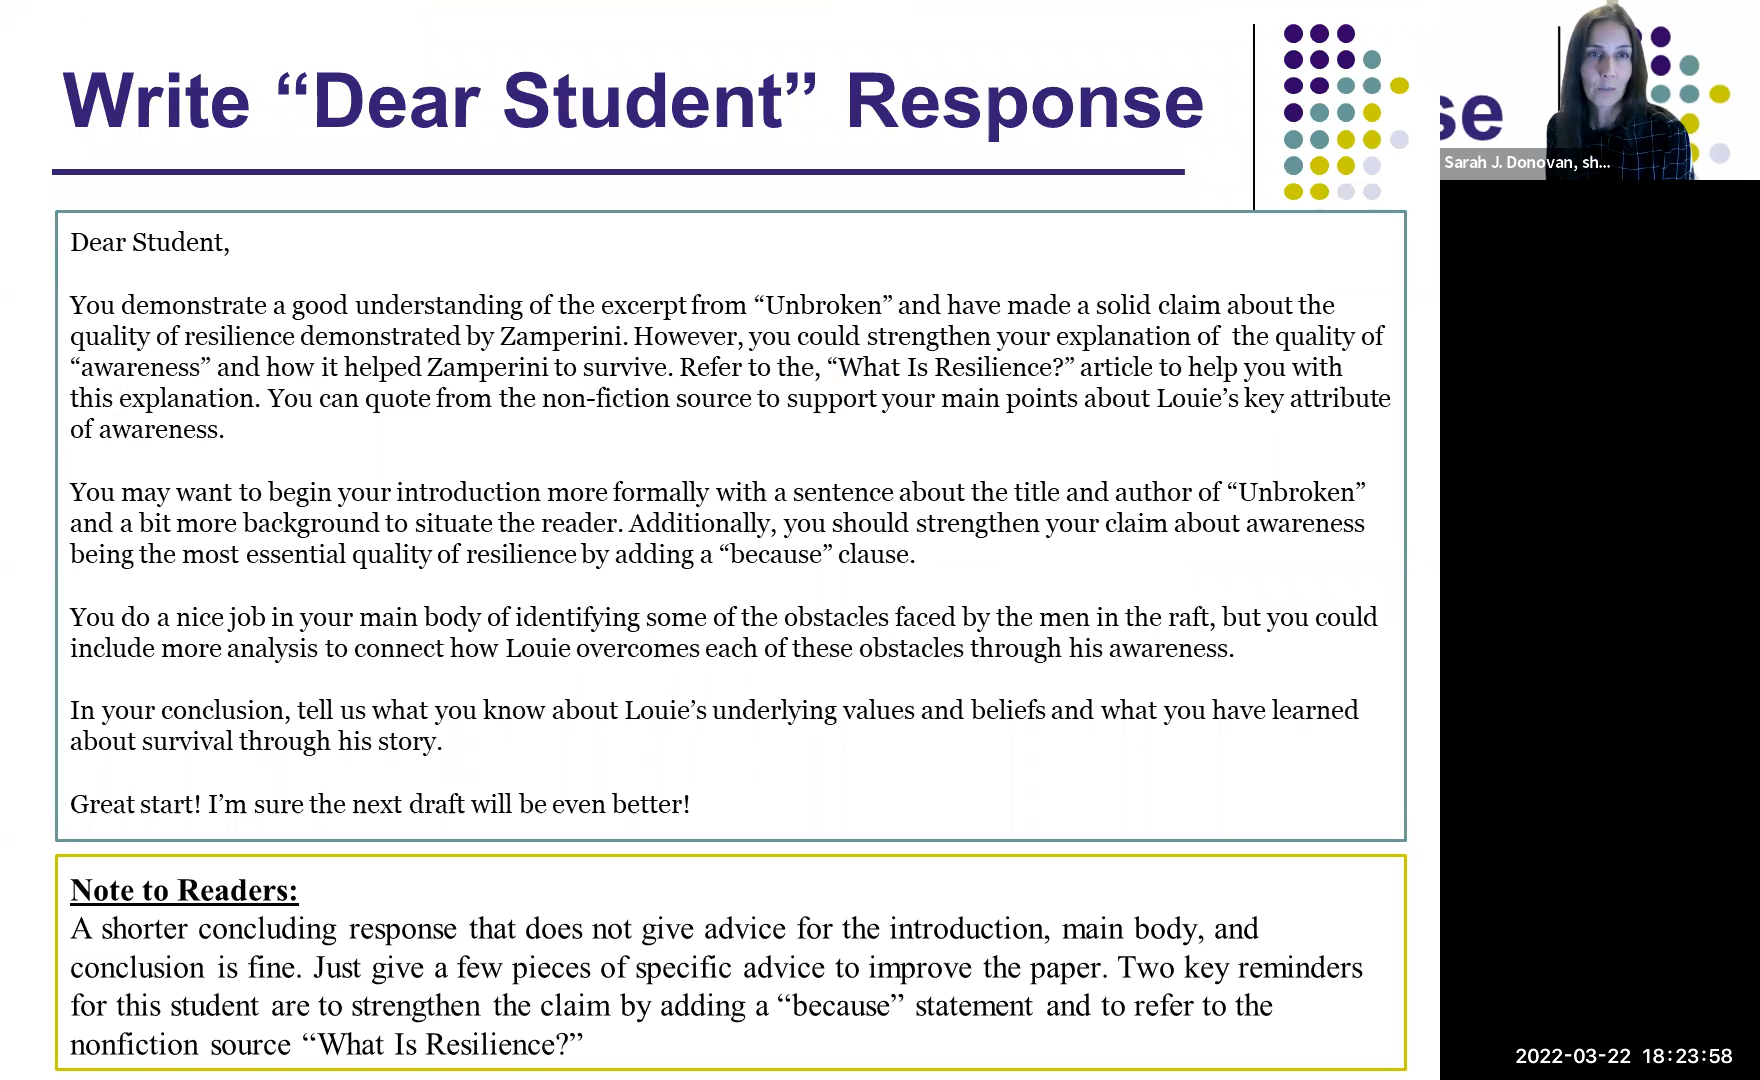 Write “Dear Student” Response
Dear Student,
You demonstrate a good understanding of the excerpt from “Unbroken” and have made a solid claim about the
quality of resilience demonstrated by Zamperini. However, you could strengthen your explanation of the quality of
“awareness” and how it helped Zamperini to survive. Refer to the, “What Is Resilience?” article to help you with
this explanation. You can quote from the non-fiction source to support your main points about Louie’s key attribute
of awareness.
You may want to begin your introduction more formally with a sentence about the title and author of “Unbroken”
and a bit more background to situate the reader. Additionally, you should strengthen your claim about awareness
being the most essential quality of resilience by adding a “because” clause.
You do a nice job in your main body of identifying some of the obstacles faced by the men in the raft, but you could
include more analysis to connect how Louie overcomes each of these obstacles through his awareness.
In your conclusion, tell us what you know about Louie’s underlying values and beliefs and what you have learned
about survival through his story.
Great start! I’m sure the next draft will be even better!
Note to Readers:
A shorter concluding response that does not give advice for the introduction, main body, and
conclusion is fine. Just give a few pieces of specific advice to improve the paper. Two key reminders
for this student are to strengthen the claim by adding a “because” statement and to refer to the
nonfiction source “What Is Resilience?”
se
Sarah J. Donovan, sh...
2022-03-22 18:23:58